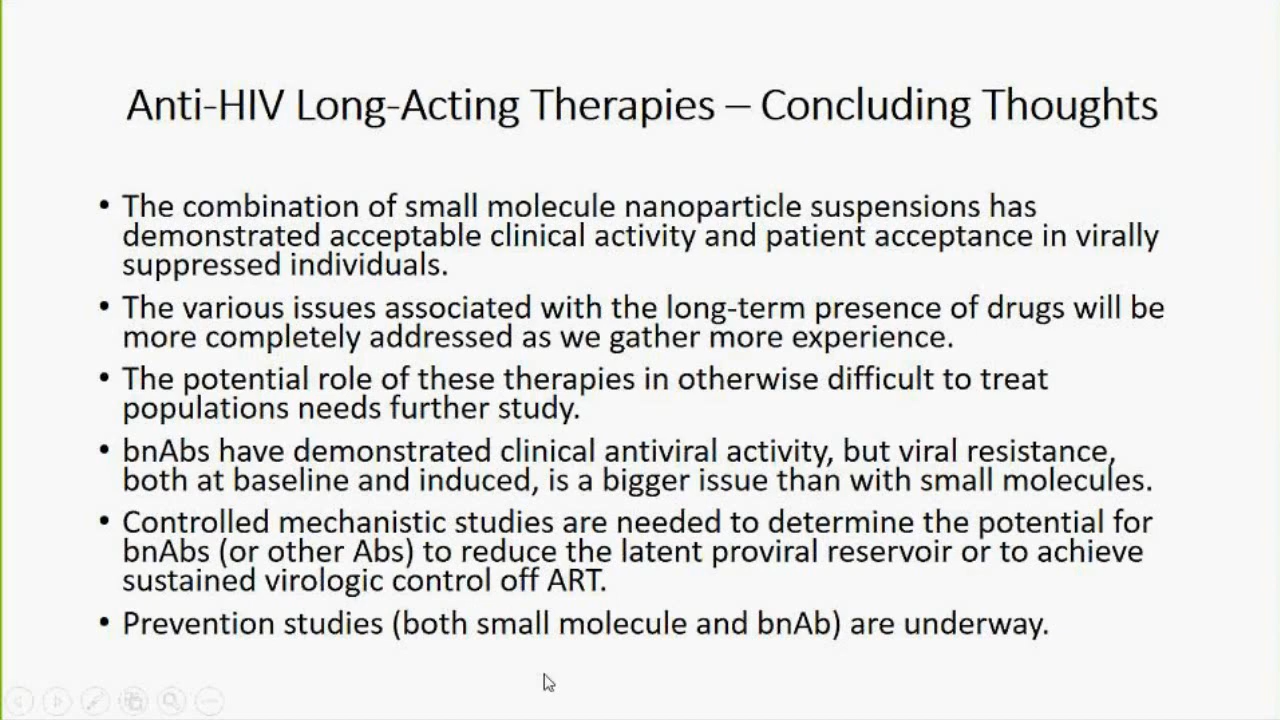 Anti-HIV Long-Acting Therapies – Concluding Thoughts
• The combination of small molecule nanoparticle suspensions has
demonstrated acceptable clinical activity and patient acceptance in virally
suppressed individuals.
• The various issues associated with the long-term presence of drugs will be
more completely addressed as we gather more experience.
• The potential role of these therapies in otherwise difficult to treat
populations needs further study.
• bnAbs have demonstrated clinical antiviral activity, but viral resistance,
both at baseline and induced, is a bigger issue than with small molecules.
• Controlled mechanistic studies are needed to determine the potential for
bnAbs (or other Abs) to reduce the latent proviral reservoir or to achieve
sustained virologic control off ART.
• Prevention studies (both small molecule and bnAb) are underway.